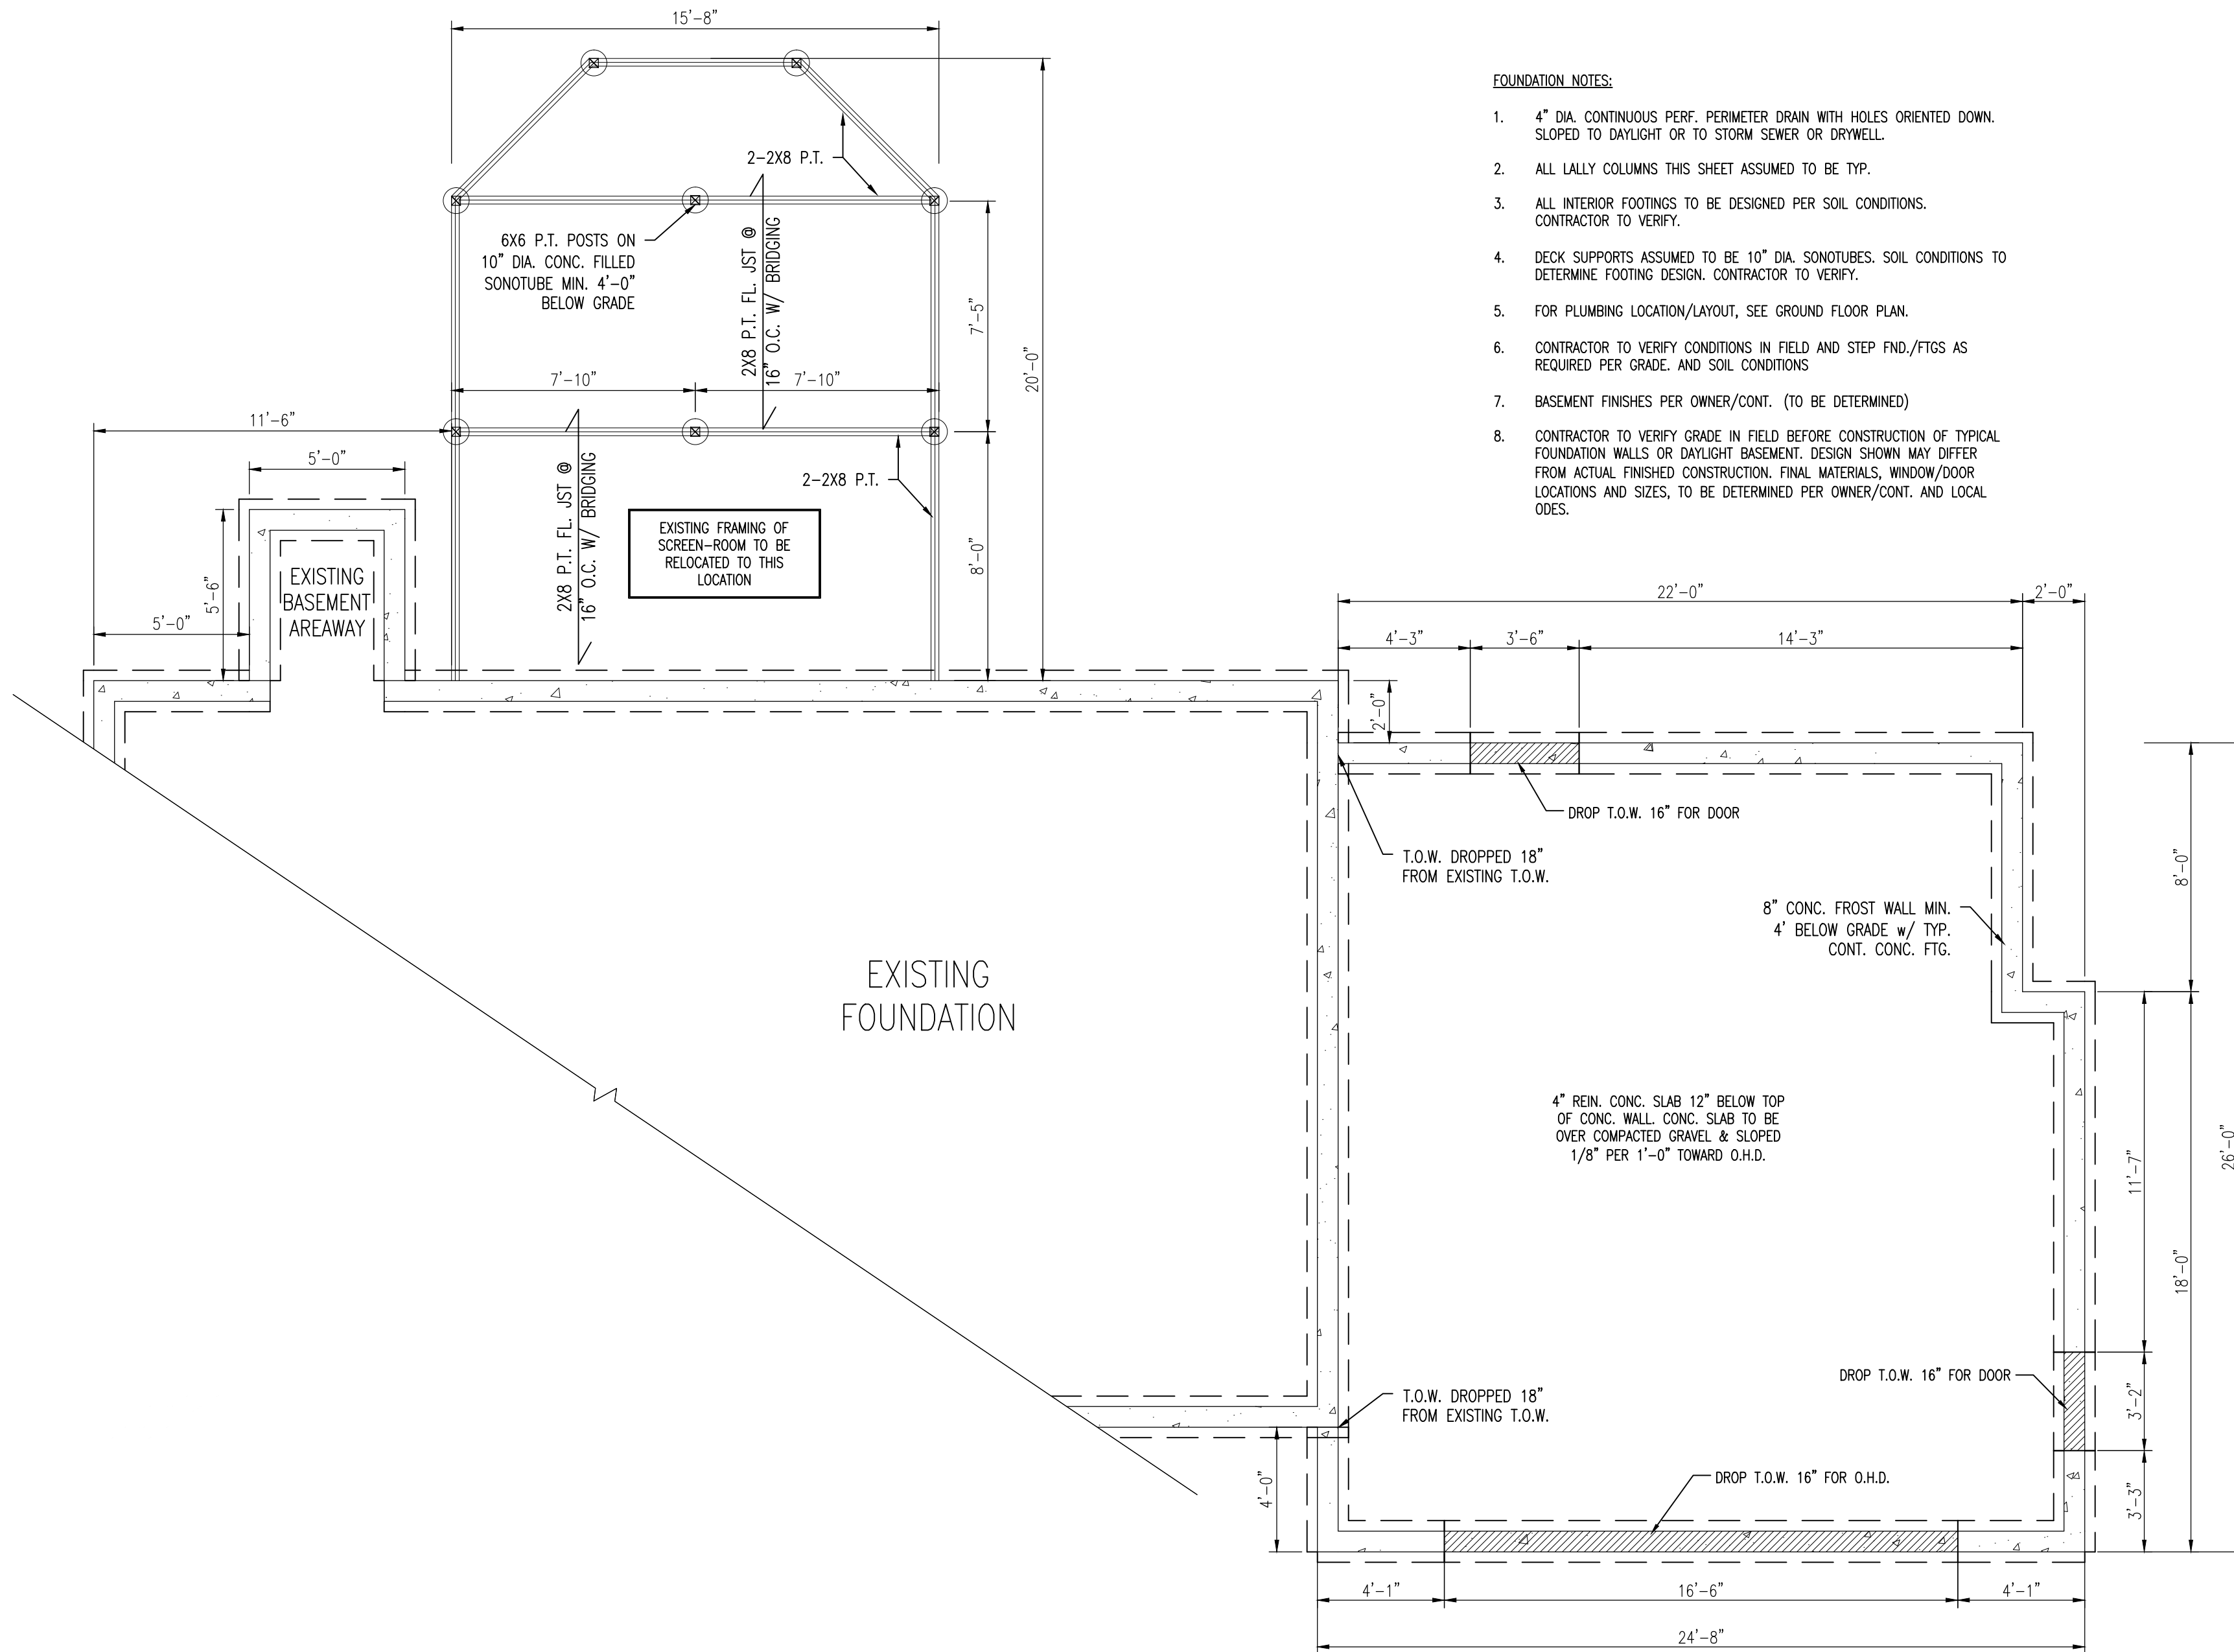 15'-8"
FOUNDATION NOTES:
1. 4" DIA. CONTINUOUS PERF. PERIMETER DRAIN WITH HOLES ORIENTED DOWN.
SLOPED TO DAYLIGHT OR TO STORM SEWER OR DRYWELL.
2. ALL LALLY COLUMNS THIS SHEET ASSUMED TO BE TYP.
3. ALL INTERIOR FOOTINGS TO BE DESIGNED PER SOIL CONDITIONS.
CONTRACTOR TO VERIFY.
4. DECK SUPPORTS ASSUMED TO BE 10" DIA. SONOTUBES. SOIL CONDITIONS TO
DETERMINE FOOTING DESIGN. CONTRACTOR TO VERIFY.
5. FOR PLUMBING LOCATION/LAYOUT, SEE GROUND FLOOR PLAN.
6. CONTRACTOR TO VERIFY CONDITIONS IN FIELD AND STEP FND./FTGS AS
REQUIRED PER GRADE. AND SOIL CONDITIONS
7. BASEMENT FINISHES PER OWNER/CONT. (TO BE DETERMINED)
8. CONTRACTOR TO VERIFY GRADE IN FIELD BEFORE CONSTRUCTION OF TYPICAL
FOUNDATION WALLS OR DAYLIGHT BASEMENT. DESIGN SHOWN MAY DIFFER
FROM ACTUAL FINISHED CONSTRUCTION. FINAL MATERIALS, WINDOW/DOOR
LOCATIONS AND SIZES, TO BE DETERMINED PER OWNER/CONT. AND LOCAL
ODES.
2-2X8 P.T.
6X6 P.T. POSTS ON
10" DIA. CONC. FILLED
SONOTUBE MIN. 4'-0"
BELOW GRADE
2X8 P.T. FL. JST @
16" O.C. W/ BRIDGING
7'-5"
20'-0"
7'-10"
7'-10"
11'-6"
5'-0"
2X8 P.T. FL. JST @
16" O.C. W/ BRIDGING
2-2X8 P.T.
EXISTING FRAMING OF
SCREEN-ROOM TO BE
RELOCATED TO THIS
LOCATION
8'-0"
5'-6"
EXISTING
BASEMENT
AREAWAY
5'-0"
22'-0"
2'-0"
4'-3"
3'-6"
14'-3"
2'-0"
DROP T.O.W. 16" FOR DOOR
T.O.W. DROPPED 18"
FROM EXISTING T.O.W.
8'-0"
8" CONC. FROST WALL MIN.
4' BELOW GRADE w/ TYP.
CONT. CONC. FTG.
EXISTING
FOUNDATION
4" REIN. CONC. SLAB 12" BELOW TOP
OF CONC. WALL. CONC. SLAB TO BE
OVER COMPACTED GRAVEL & SLOPED
1/8" PER 1'-0" TOWARD O.H.D.
11'-7"
26'-0"
18'-0"
DROP T.O.W. 16" FOR DOOR
3'-2"
T.O.W. DROPPED 18"
FROM EXISTING T.O.W.
4'-0"
DROP T.O.W. 16" FOR O.H.D.
3'-3"
4'-1"
16'-6"
4'-1"
24'-8"